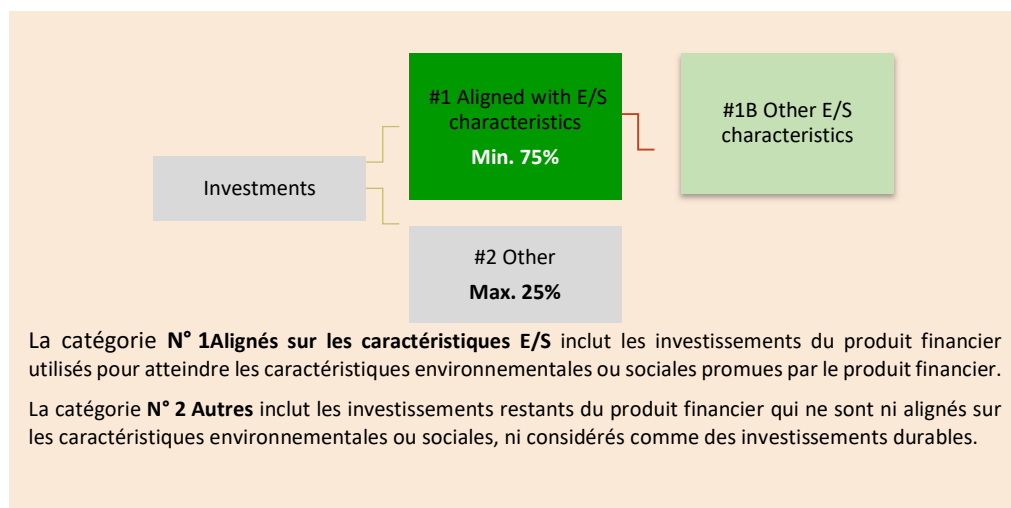 #1 Aligned with E/S
characteristics
Min. 75%
#1B Other E/S
characteristics
Investments
#2 Other
Max. 25%
La catégorie N° 1Alignés sur les caractéristiques E/S inclut les investissements du produit financier
utilisés pour atteindre les caractéristiques environnementales ou sociales promues par le produit financier.
La catégorie N° 2 Autres inclut les investissements restants du produit financier qui ne sont ni alignés sur
les caractéristiques environnementales ou sociales, ni considérés comme des investissements durables.